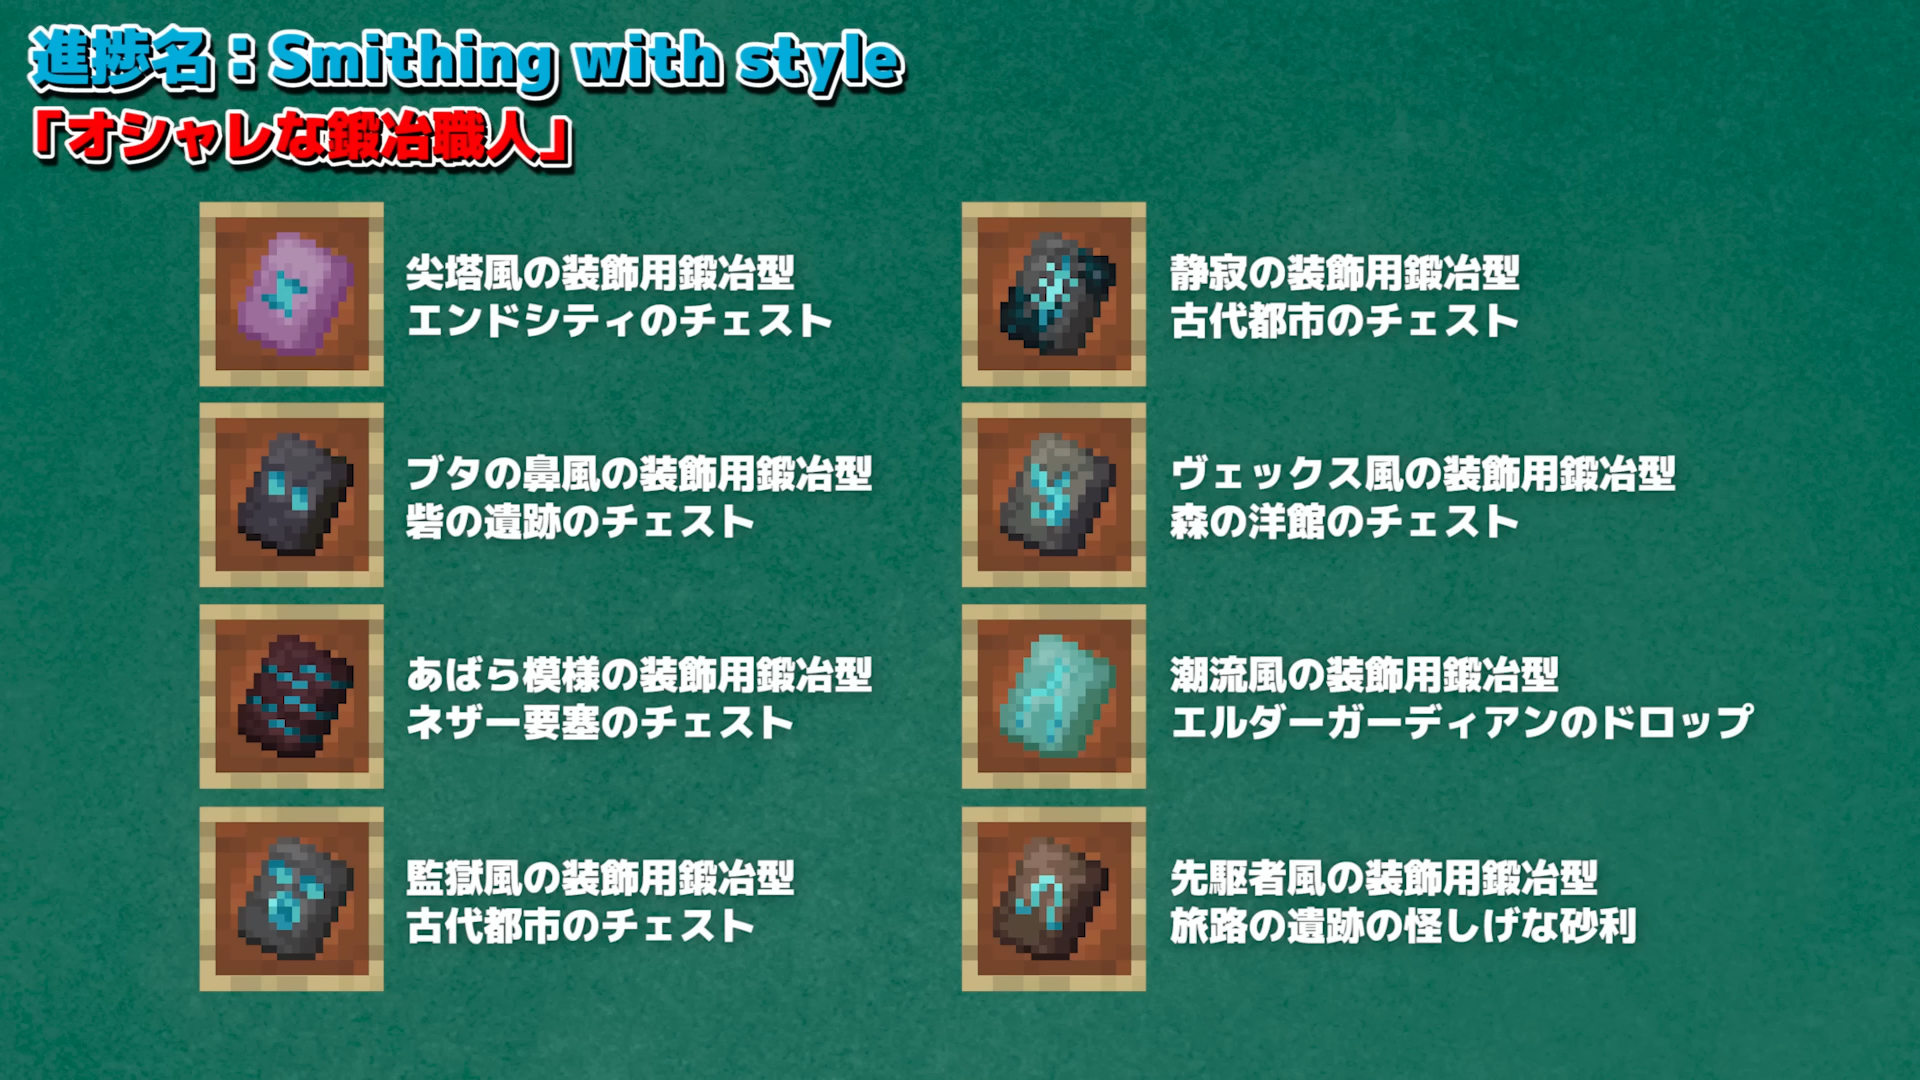 進捗名：Smithing with style
「オシャレな鍛冶職人」
尖塔風の装飾用鍛冶型
エンドシティのチェスト
ブタの鼻風の装飾用鍛冶型
砦の遺跡のチェスト
あばら模様の装飾用鍛冶型
ネザー要塞のチェスト
監獄風の装飾用鍛冶型
古代都市のチェスト
静寂の装飾用鍛冶型
古代都市のチェスト
ヴェックス風の装飾用鍛冶型
森の洋館のチェスト
潮流風の装飾用鍛冶型
エルダーガーディアンのドロップ
先駆者風の装飾用鍛冶型
旅路の遺跡の怪しげな砂利